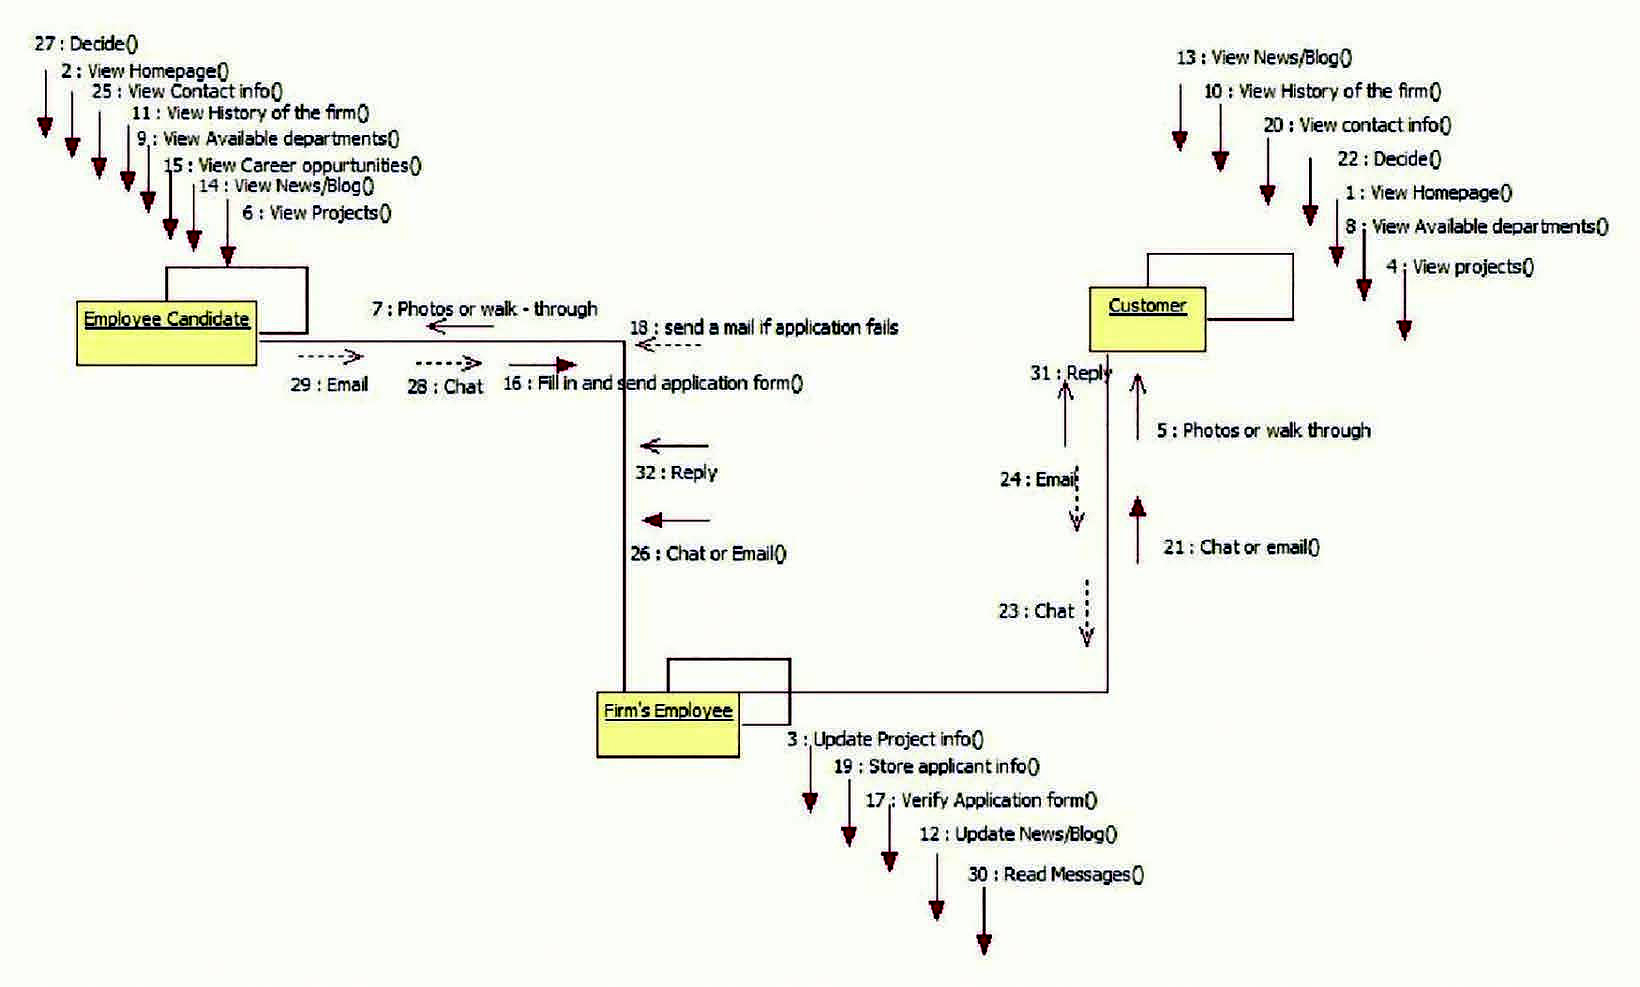 27 : Decide()
2 : View Homepage()
25 : View Contact info()
11 : View History of the firm()
9 : View Available departments()
15 : View Career oppurtunities()
14 : View News/Blog()
6 : View Projects()
13 : View News/Blog()
10 : View History of the firm()
20 : View contact info()
22 : Decide()
1 : View Homepage()
8 : View Available departments()
4 : View projects()
Employee Candidate
7 : Photos or walk - through
18 : send a mail if application fails
29 : Email
28 : Chat
16 : Fill in and send application form()
32 : Reply
26 : Chat or Email()
Customer
31 : Reply
5 : Photos or walk through
24 : Email
21 : Chat or email()
23 : Chat
Firm's Employee
3 : Update Project info()
19 : Store applicant info()
17 : Verify Application form()
12 : Update News/Blog()
30 : Read Messages()